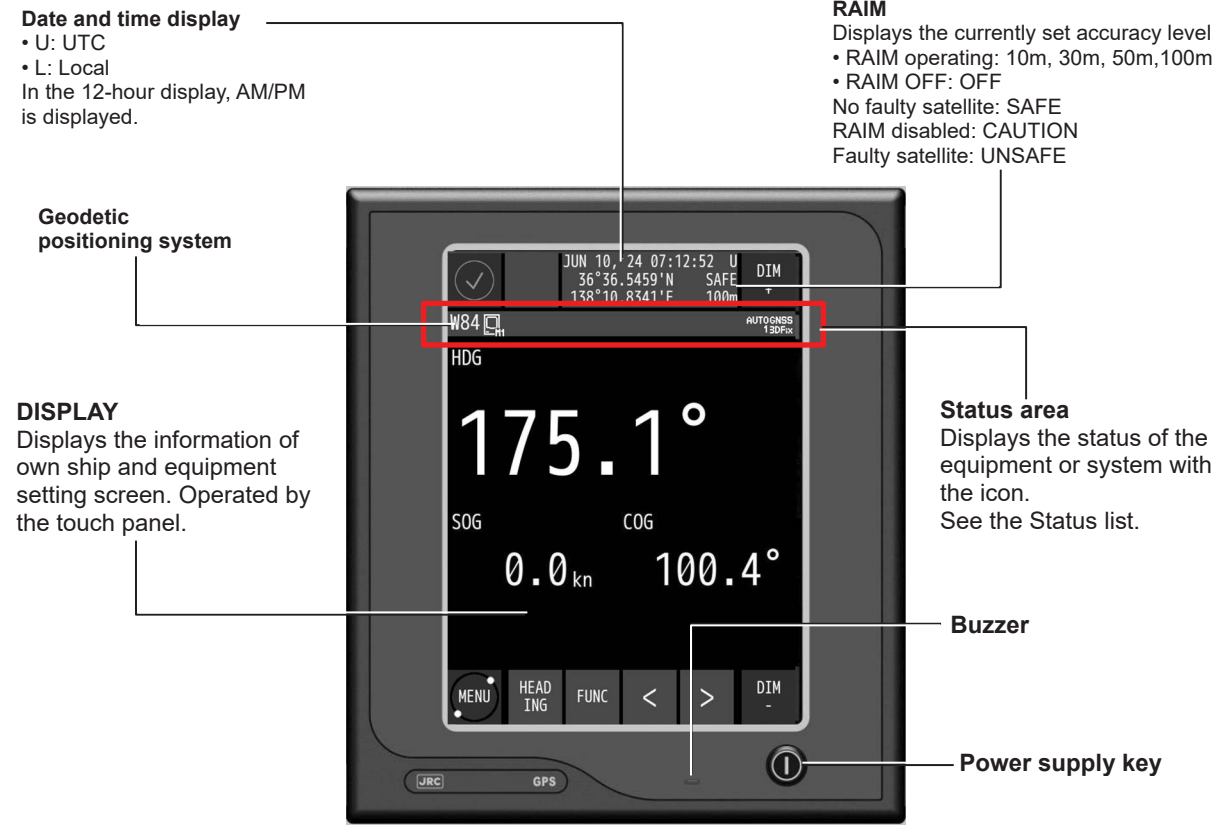 Date and time display
• U: UTC
• L: Local
In the 12-hour display, AM/PM
is displayed.
RAIM
Displays the currently set accuracy level
• RAIM operating: 10m, 30m, 50m,100m
• RAIM OFF: OFF
No faulty satellite: SAFE
RAIM disabled: CAUTION
Faulty satellite: UNSAFE
Geodetic
positioning system
JUN 10, 24 07:12:52 U
36°36.5459'N SAFE
138°10.8341'E 100m
DIM
+
W84
M1
AUTOGNSS
13DFix
HDG
175.1°
SOG
COG
0.0kn
100.4°
DISPLAY
Displays the information of
own ship and equipment
setting screen. Operated by
the touch panel.
Status area
Displays the status of the
equipment or system with
the icon.
See the Status list.
Buzzer
MENU
HEAD
ING
FUNC
<
>
DIM
-
Power supply key
JRC
GPS